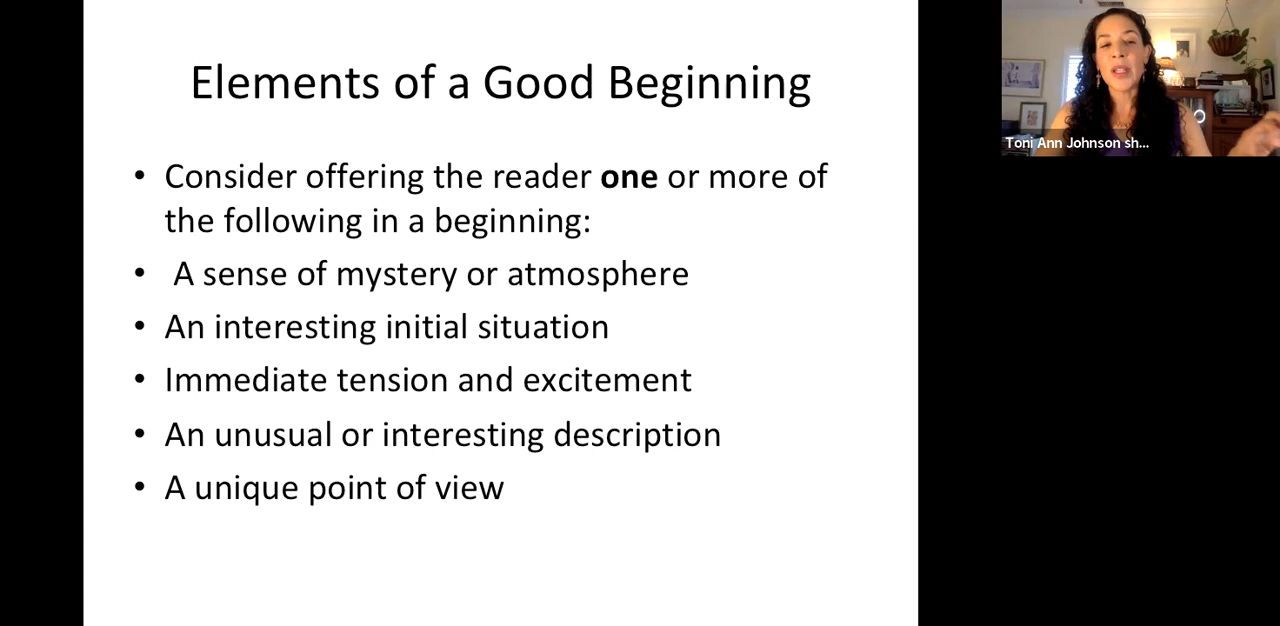 Elements of a Good Beginning
• Consider offering the reader one or more of
the following in a beginning:
• A sense of mystery or atmosphere
• An interesting initial situation
• Immediate tension and excitement
• An unusual or interesting description
• A unique point of view
Toni Ann Johnson sh...